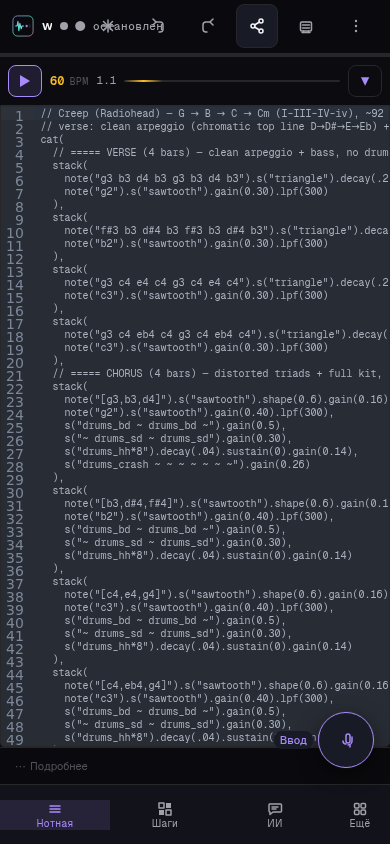 w остановлен
60 BPM 1.1
1 // Creep (Radiohead) — G → B → C → Cm (I-III-IV-iv), ~92
2 // verse: clean arpeggio (chromatic top line D→D#→E→Eb) +
3 cat(
4 // ===== VERSE (4 bars) — clean arpeggio + bass, no drum
5 stack(
6 note("g3 b3 d4 b3 g3 b3 d4 b3").s("triangle").decay(.2
7 note("g2").s("sawtooth").gain(0.30).lpf(300)
8 ),
9 stack(
10 note("f#3 b3 d#4 b3 f#3 b3 d#4 b3").s("triangle").deca
11 note("b2").s("sawtooth").gain(0.30).lpf(300)
12 ),
13 stack(
14 note("g3 c4 e4 c4 g3 c4 e4 c4").s("triangle").decay(.2
15 note("c3").s("sawtooth").gain(0.30).lpf(300)
16 ),
17 stack(
18 note("g3 c4 eb4 c4 g3 c4 eb4 c4").s("triangle").decay(
19 note("c3").s("sawtooth").gain(0.30).lpf(300)
20 ),
21 // ===== CHORUS (4 bars) — distorted triads + full kit,
22 stack(
23 note("[g3,b3,d4]").s("sawtooth").shape(0.6).gain(0.16)
24 note("g2").s("sawtooth").gain(0.40).lpf(300),
25 s("drums_bd ~ drums_bd ~").gain(0.5),
26 s("~ drums_sd ~ drums_sd").gain(0.30),
27 s("drums_hh*8").decay(.04).sustain(0).gain(0.14),
28 s("drums_crash ~ ~ ~ ~ ~ ~ ~").gain(0.26)
29 ),
30 stack(
31 note("[b3,d#4,f#4]").s("sawtooth").shape(0.6).gain(0.1
32 note("b2").s("sawtooth").gain(0.40).lpf(300),
33 s("drums_bd ~ drums_bd ~").gain(0.5),
34 s("~ drums_sd ~ drums_sd").gain(0.30),
35 s("drums_hh*8").decay(.04).sustain(0).gain(0.14)
36 ),
37 stack(
38 note("[c4,e4,g4]").s("sawtooth").shape(0.6).gain(0.16)
39 note("c3").s("sawtooth").gain(0.40).lpf(300),
40 s("drums_bd ~ drums_bd ~").gain(0.5),
41 s("~ drums_sd ~ drums_sd").gain(0.30),
42 s("drums_hh*8").decay(.04).sustain(0).gain(0.14)
43 ),
44 stack(
45 note("[c4,eb4,g4]").s("sawtooth").shape(0.6).gain(0.16
46 note("c3").s("sawtooth").gain(0.40).lpf(300),
47 s("drums_bd ~ drums_bd ~").gain(0.5),
48 s("~ drums_sd ~ drums_sd").gain(0.30),
49 s("drums_hh*8").decay(.04).sustain(
Ввод
··· Подробнее
Нотная Шаги ИИ Ещё